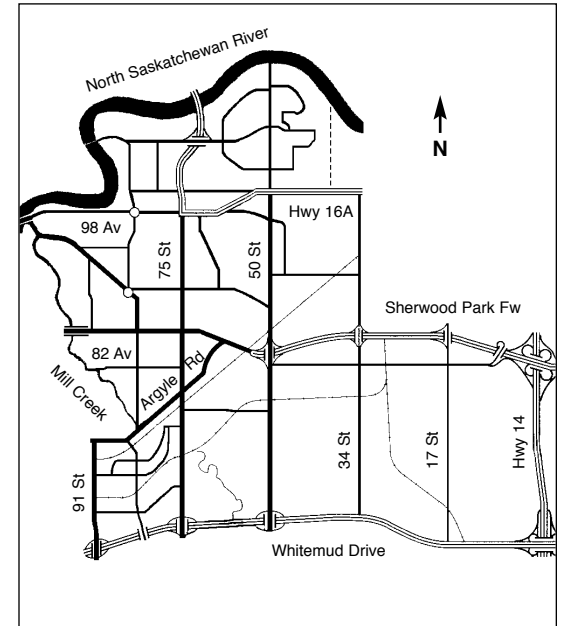 North Saskatchewan River
N
Hwy 16A
98 Av
75 St
50 St
Sherwood Park Fw
82 Av
Mill Creek
Argyle Rd
91 St
34 St
17 St
Hwy 14
Whitemud Drive